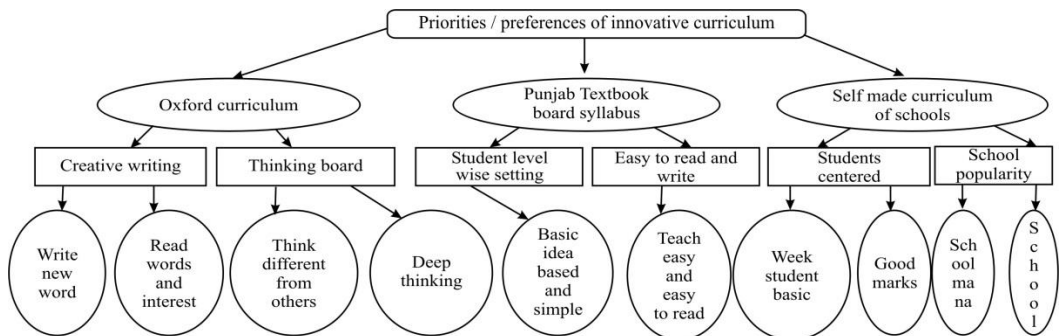 Priorities / preferences of innovative curriculum
Oxford curriculum
Punjab Textbook
board syllabus
Self made curriculum
of schools
Creative writing
Thinking board
Student level
wise setting
Easy to read and
write
Students
centered
School
popularity
Write
new
word
Read
words
and
interest
Think
different
from
others
Deep
thinking
Basic
idea
based
and
simple
Teach
easy
and
easy
to read
Week
student
basic
Good
marks
Sch
ool
mana
S
c
h
o
o
l